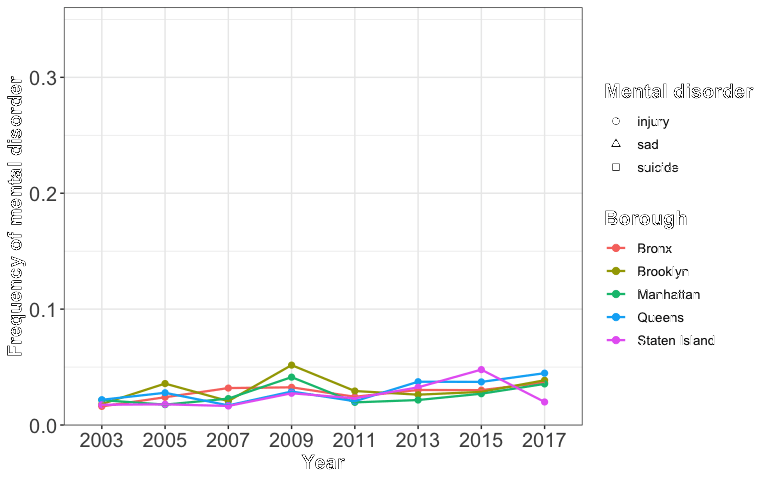 Frequency of mental disorder
0.3
0.2
0.1
0.0
2003 2005 2007 2009 2011 2013 2015 2017
Year
Mental disorder
injury
sad
suicide
Borough
Bronx
Brooklyn
Manhattan
Queens
Staten Island